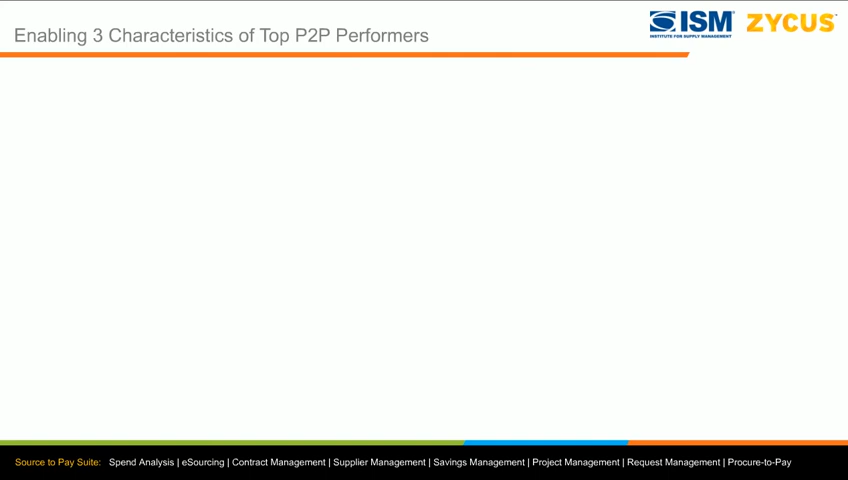 Enabling 3 Characteristics of Top P2P Performers
ISM
INSTITUTE FOR SUPPLY MANAGEMENT
ZYCUS
Source to Pay Suite: Spend Analysis | eSourcing | Contract Management | Supplier Management | Savings Management | Project Management | Request Management | Procure-to-Pay